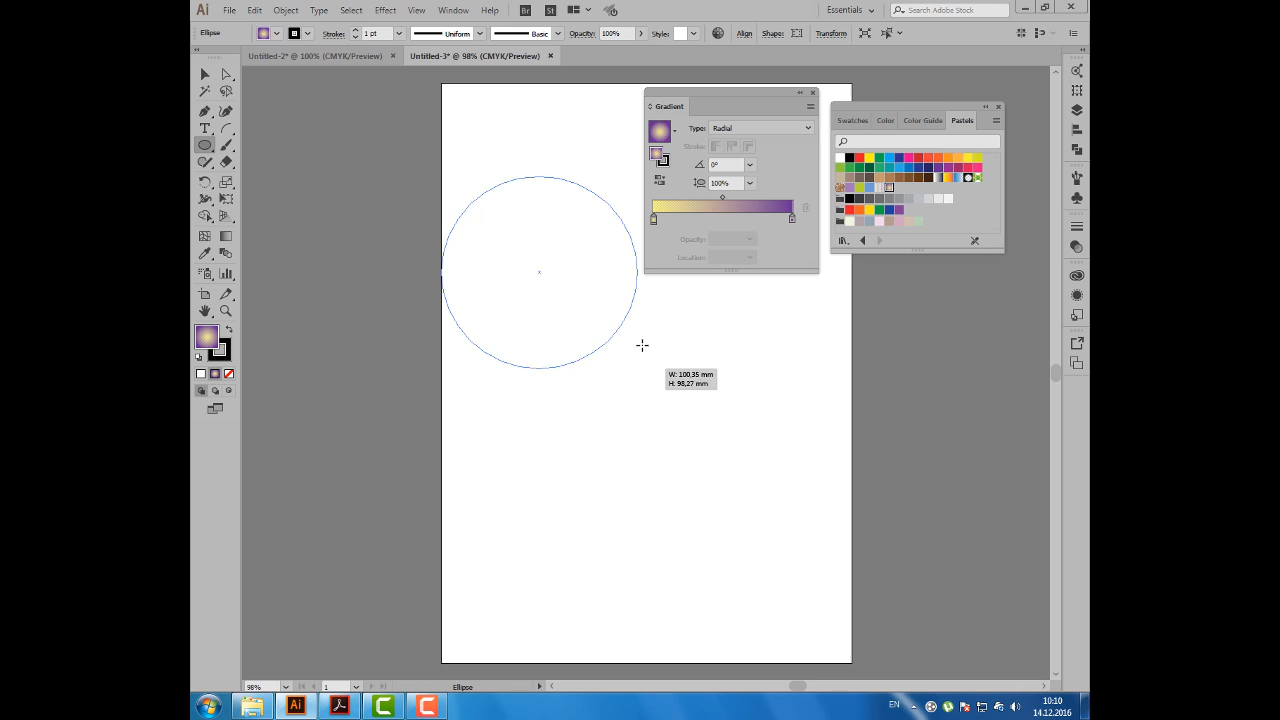 Ai File Edit Object Type Select Effect View Window Help Br St Essentials Search Adobe Stock
Ellipse Stroke: 1 pt Uniform Basic Opacity: 100% Style: Align Shape: Transform
Untitled-2* @ 100% (CMYK/Preview) Untitled-3* @ 98% (CMYK/Preview)
Gradient
Type: Radial
Stroke:
0°
100%
Opacity:
Location:
Swatches Color Color Guide Pastels
W: 100,35 mm
H: 98,27 mm
98% 1 Ellipse
Ai EN 10:10
14.12.2016